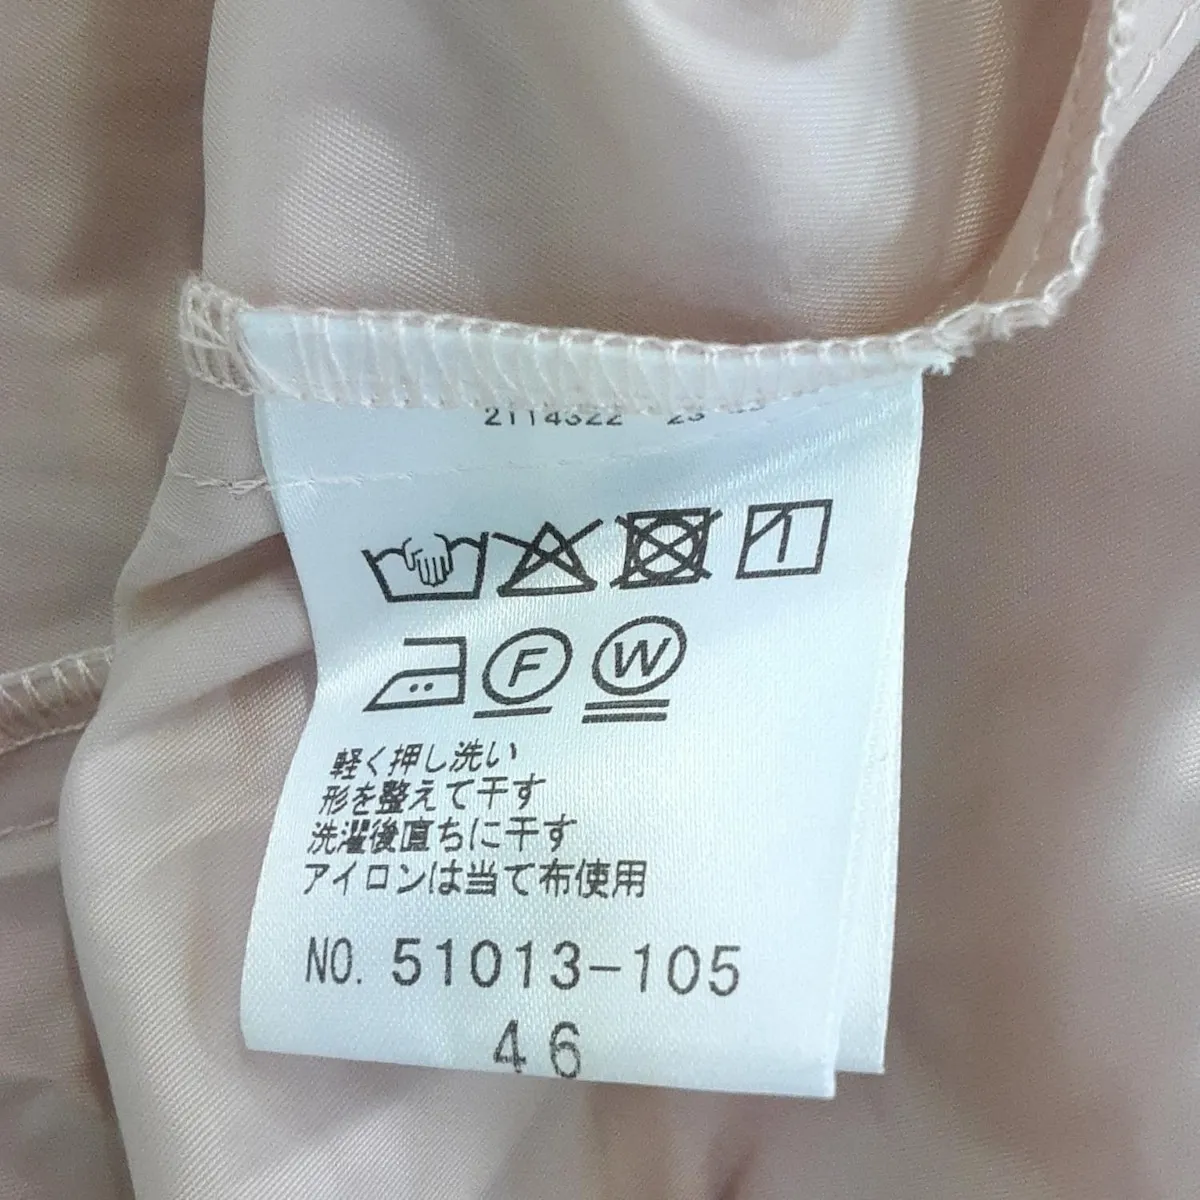 2114322
F W
軽く押し洗い
形を整えて干す
洗濯後直ちに干す
アイロンは当て布使用
NO. 51013-105
46